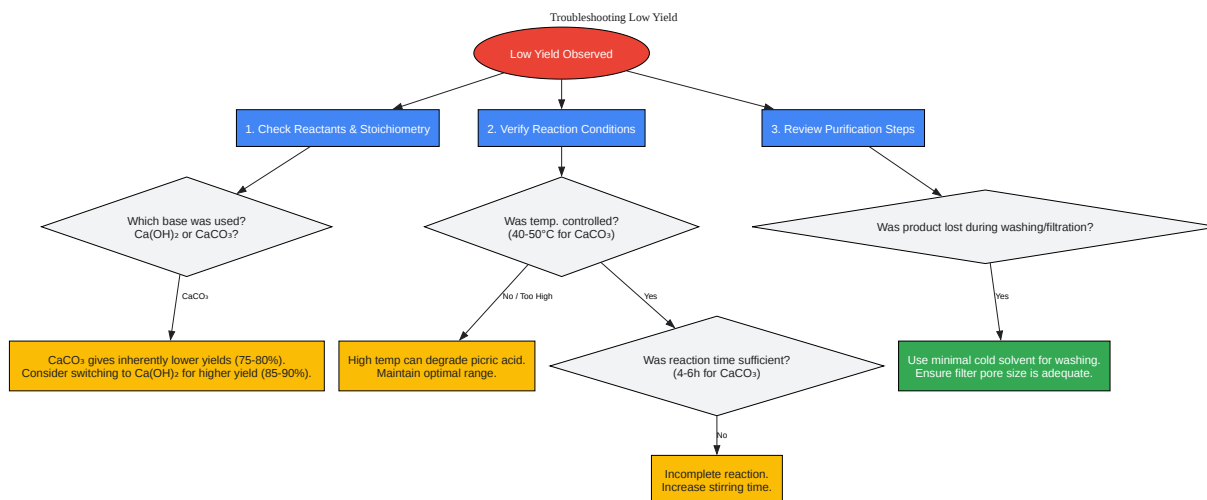 Troubleshooting Low Yield
Low Yield Observed
1. Check Reactants & Stoichiometry
2. Verify Reaction Conditions
3. Review Purification Steps
Which base was used?
Ca(OH)₂ or CaCO₃?
Was temp. controlled?
(40-50°C for CaCO₃)
Was product lost during washing/filtration?
CaCO₃
No / Too High
Yes
Yes
CaCO₃ gives inherently lower yields (75-80%).
Consider switching to Ca(OH)₂ for higher yield (85-90%).
High temp can degrade picric acid.
Maintain optimal range.
Was reaction time sufficient?
(4-6h for CaCO₃)
Use minimal cold solvent for washing.
Ensure filter pore size is adequate.
No
Incomplete reaction.
Increase stirring time.